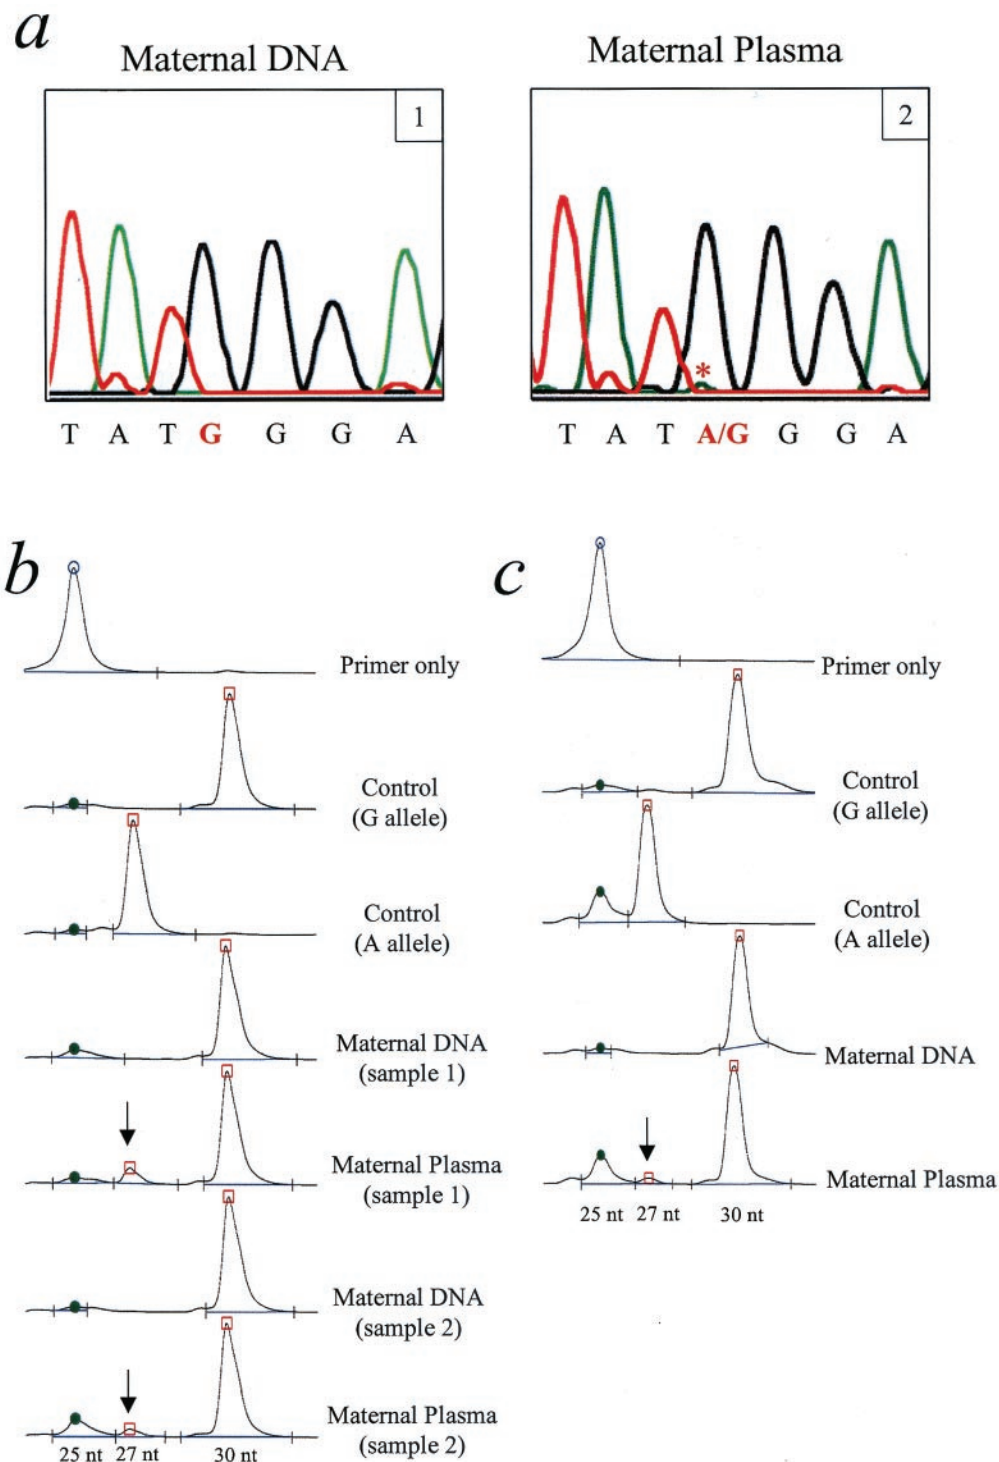 a
Maternal DNA
1
T A T G G G A
Maternal Plasma
2
*
T A T A/G G G A
b
Primer only
Control
(G allele)
Control
(A allele)
Maternal DNA
(sample 1)
Maternal Plasma
(sample 1)
Maternal DNA
(sample 2)
Maternal Plasma
(sample 2)
25 nt 27 nt 30 nt
c
Primer only
Control
(G allele)
Control
(A allele)
Maternal DNA
Maternal Plasma
25 nt 27 nt 30 nt